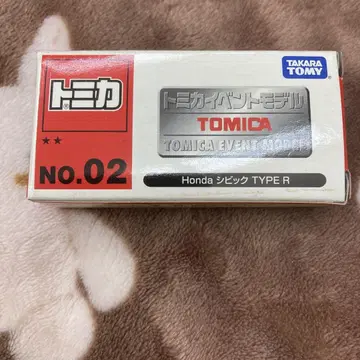 トミカ
★★
NO.02
TAKARA
TOMY
トミカイベントモデル
TOMICA
TOMICA EVENT MODEL
Honda シビック TYPE R